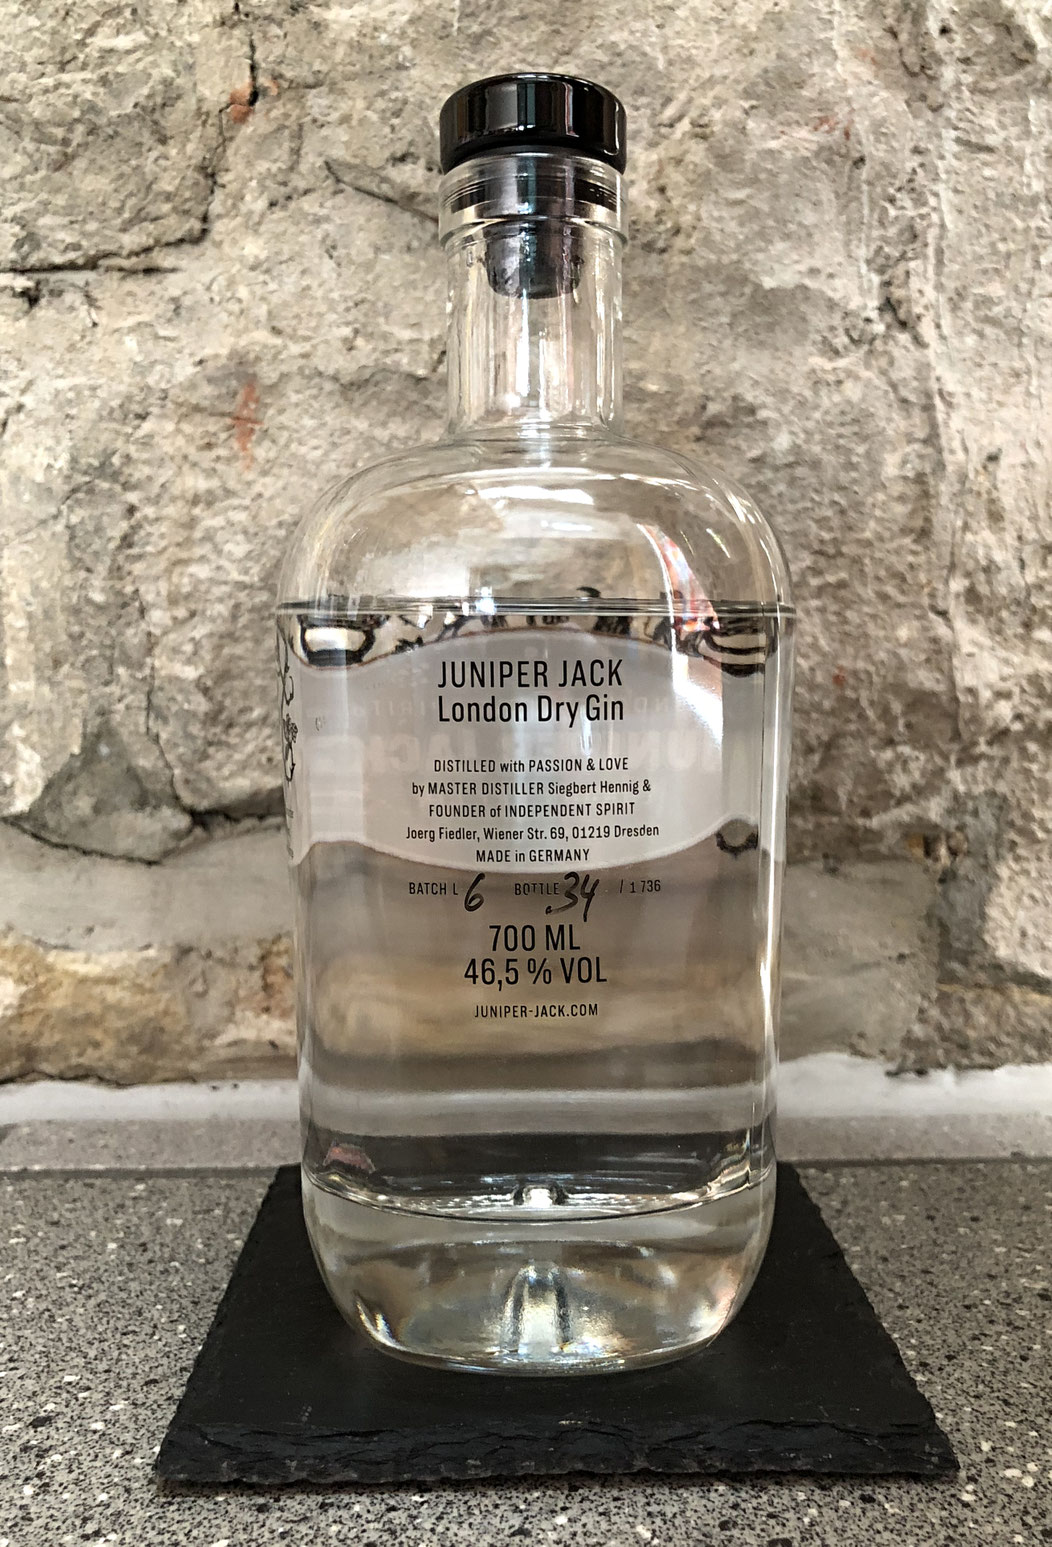 JUNIPER JACK
London Dry Gin
DISTILLED with PASSION & LOVE
by MASTER DISTILLER Siegbert Hennig &
FOUNDER of INDEPENDENT SPIRIT
Joerg Fiedler, Wiener Str. 69, 01219 Dresden
MADE in GERMANY
BATCH L 6 BOTTLE 34 / 1736
700 ML
46,5 % VOL
JUNIPER-JACK.COM